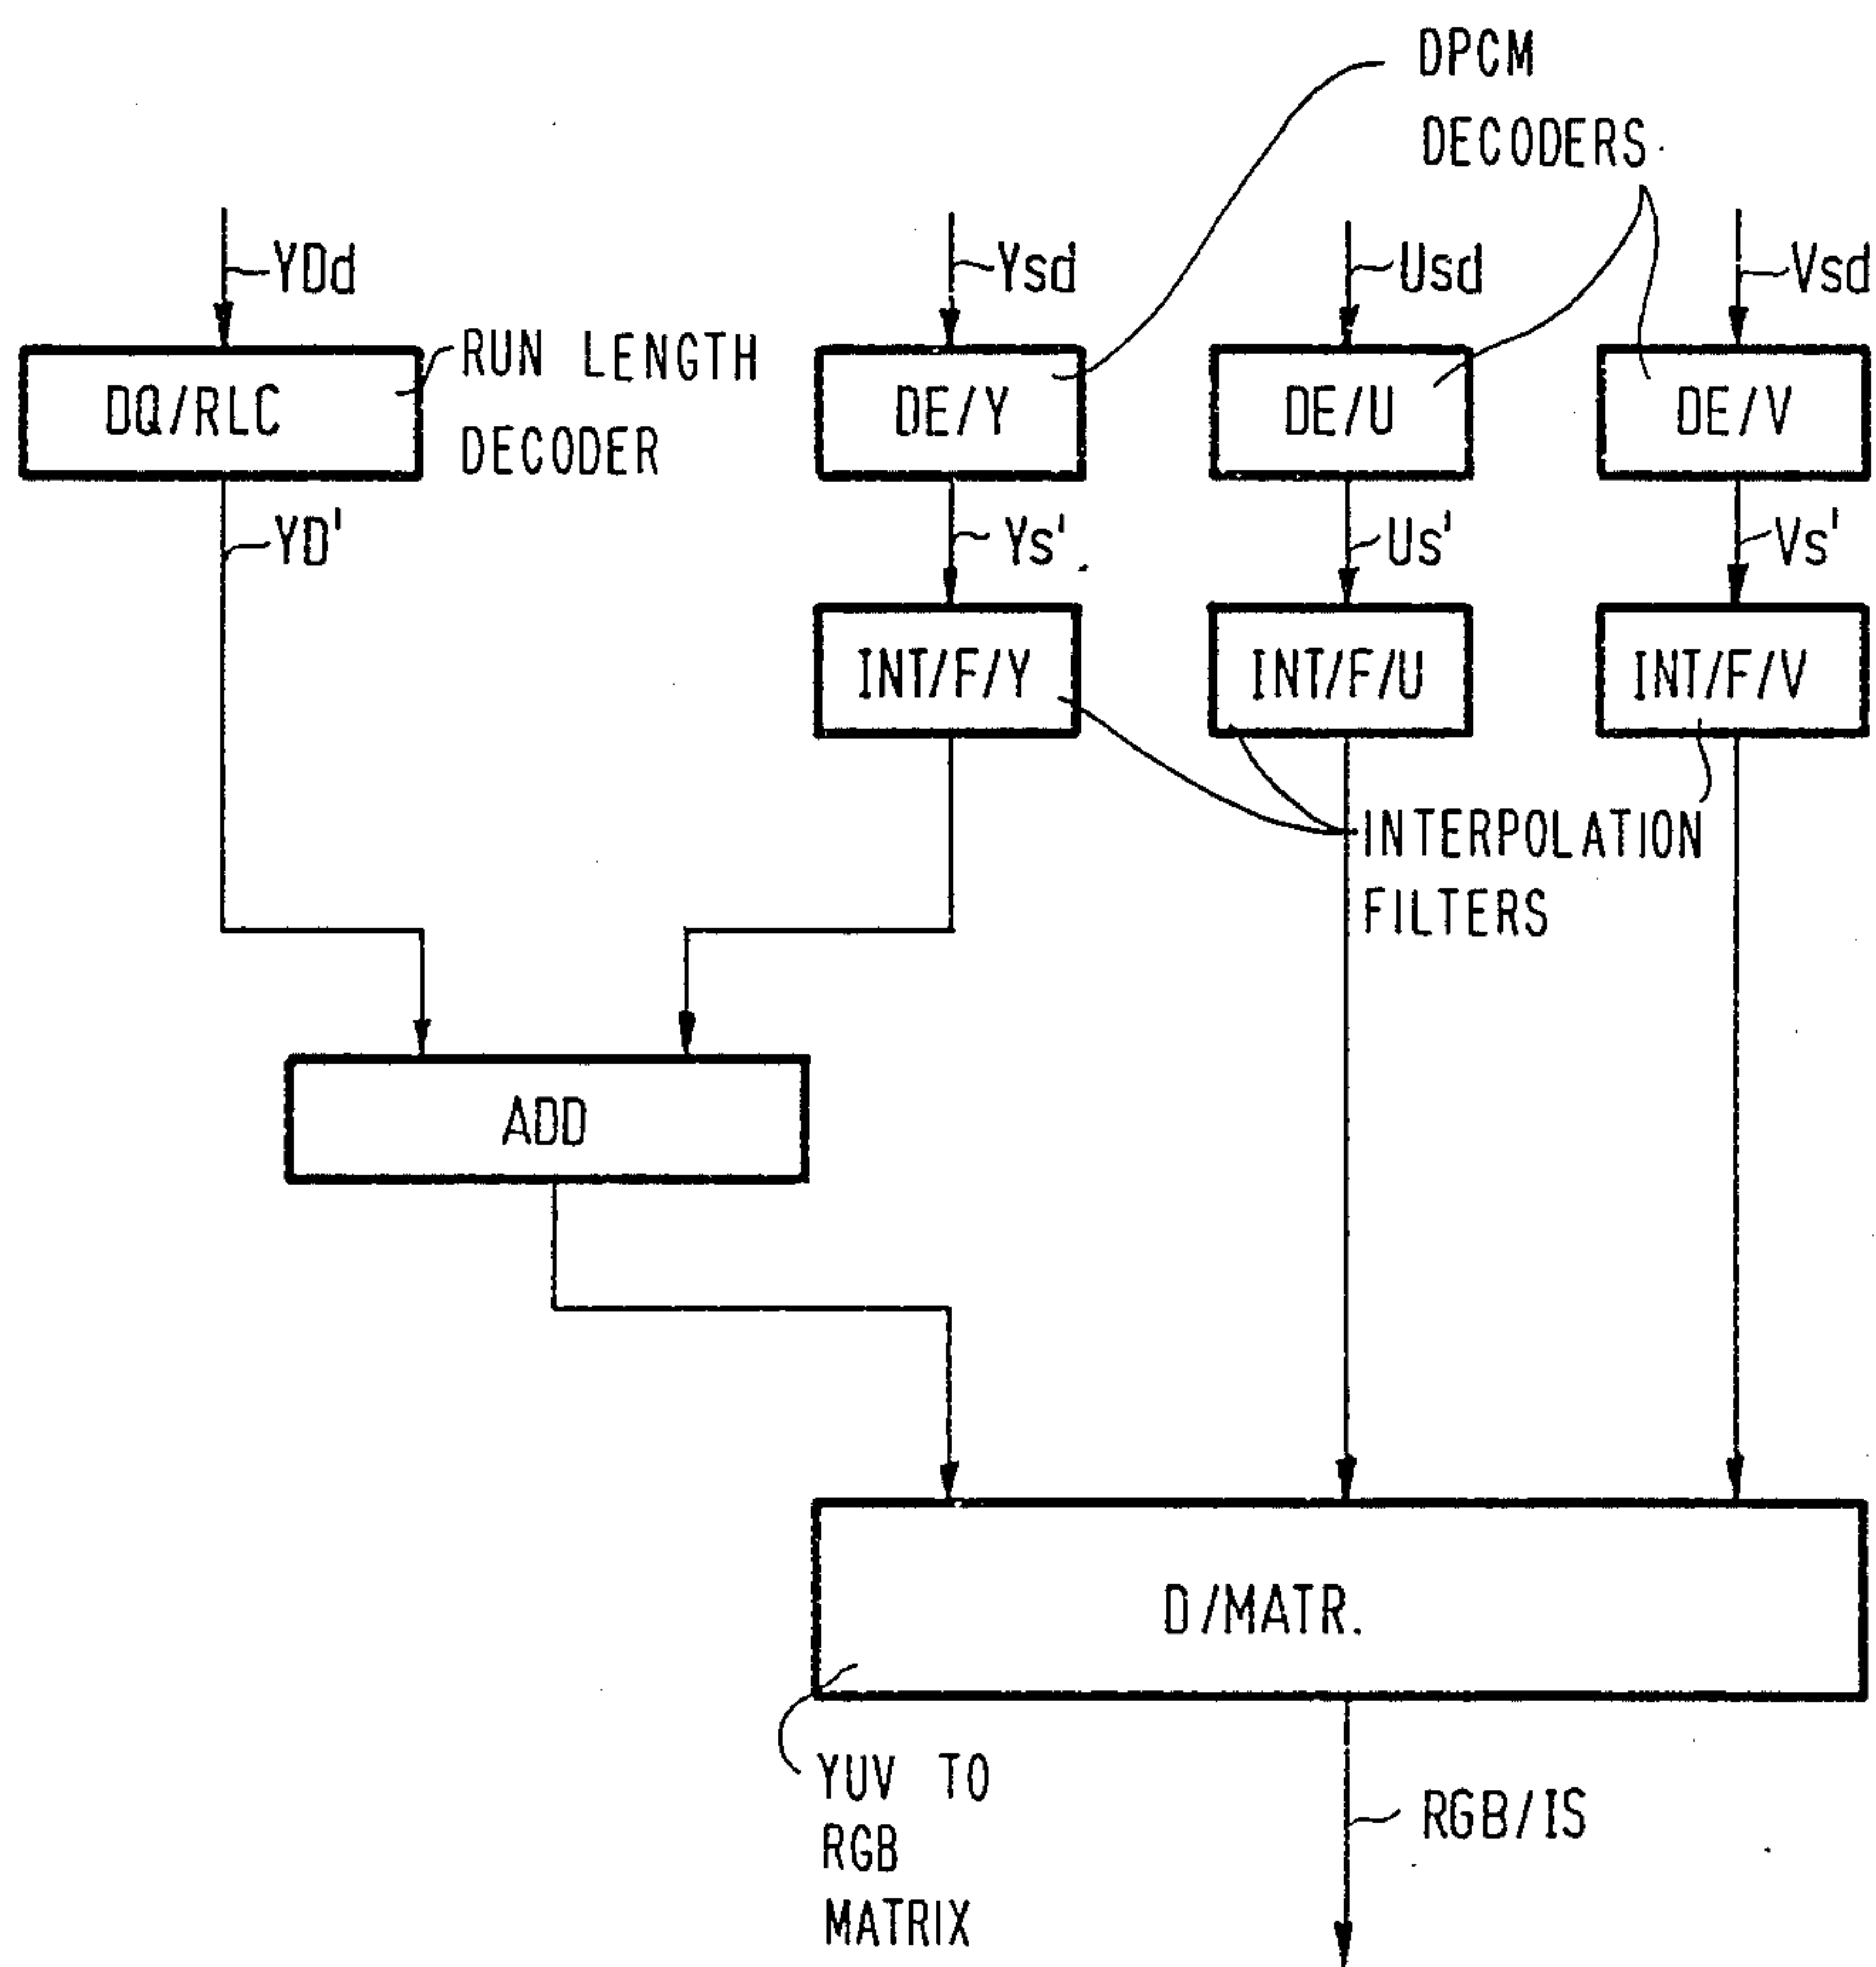 DPCM
DECODERS
YDd
Ysd
Usd
Vsd
DQ/RLC
RUN LENGTH
DECODER
DE/Y
DE/U
DE/V
YD'
Ys'
Us'
Vs'
INT/F/Y
INT/F/U
INT/F/V
INTERPOLATION
FILTERS
ADD
D/MATR.
YUV TO
RGB
MATRIX
RGB/IS